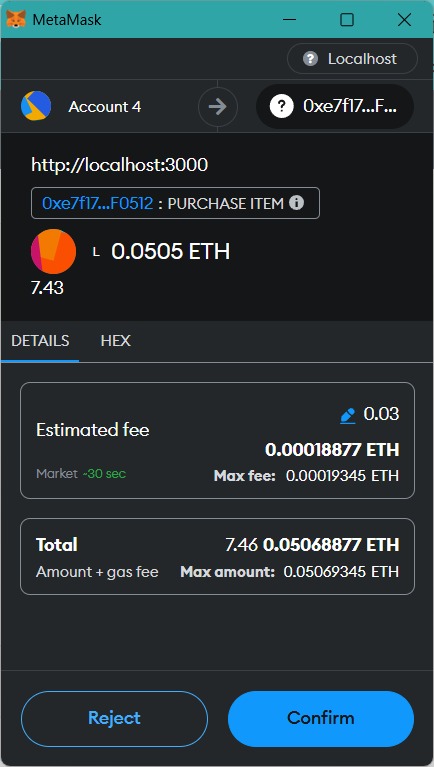 MetaMask
? Localhost
Account 4
? 0xe7f17...F...
http://localhost:3000
0xe7f17...F0512 : PURCHASE ITEM i
L 0.0505 ETH
7.43
DETAILS HEX
0.03
Estimated fee
0.00018877 ETH
Market ~30 sec Max fee: 0.00019345 ETH
Total 7.46 0.05068877 ETH
Amount + gas fee Max amount: 0.05069345 ETH
Reject Confirm